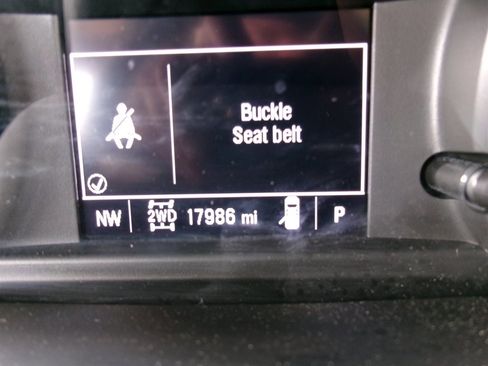 Buckle
Seat belt
NW 2WD 17986 mi P